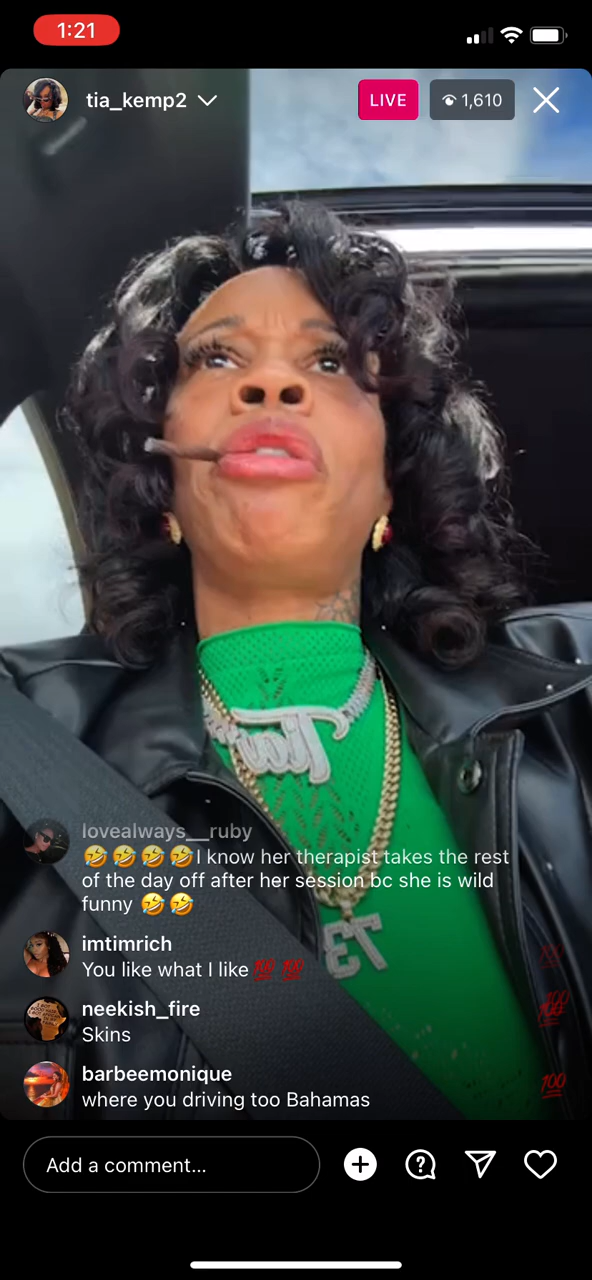 1:21
tia_kemp2
LIVE
1,610
Tia
TK
lovealways__ruby
🤣🤣🤣🤣I know her therapist takes the rest
of the day off after her session bc she is wild
funny 🤣🤣
imtimrich
You like what I like 💯 💯
neekish_fire
Skins
barbeemonique
where you driving too Bahamas
💯
💯
💯
Add a comment...